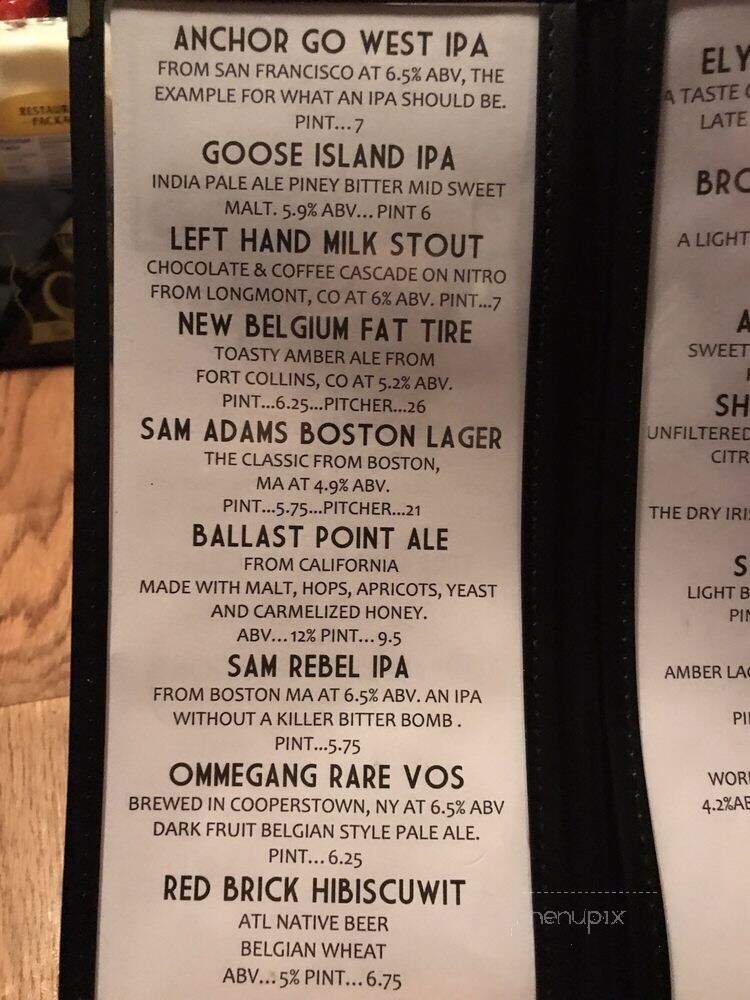 ANCHOR GO WEST IPA
FROM SAN FRANCISCO AT 6.5% ABV, THE
EXAMPLE FOR WHAT AN IPA SHOULD BE.
PINT...7
GOOSE ISLAND IPA
INDIA PALE ALE PINEY BITTER MID SWEET
MALT. 5.9% ABV... PINT 6
LEFT HAND MILK STOUT
CHOCOLATE & COFFEE CASCADE ON NITRO
FROM LONGMONT, CO AT 6% ABV. PINT...7
NEW BELGIUM FAT TIRE
TOASTY AMBER ALE FROM
FORT COLLINS, CO AT 5.2% ABV.
PINT...6.25...PITCHER...26
SAM ADAMS BOSTON LAGER
THE CLASSIC FROM BOSTON,
MA AT 4.9% ABV.
PINT...5.75...PITCHER...21
BALLAST POINT ALE
FROM CALIFORNIA
MADE WITH MALT, HOPS, APRICOTS, YEAST
AND CARMELIZED HONEY.
ABV...12% PINT...9.5
SAM REBEL IPA
FROM BOSTON MA AT 6.5% ABV. AN IPA
WITHOUT A KILLER BITTER BOMB .
PINT...5.75
OMMEGANG RARE VOS
BREWED IN COOPERSTOWN, NY AT 6.5% ABV
DARK FRUIT BELGIAN STYLE PALE ALE.
PINT...6.25
RED BRICK HIBISCUWIT
ATL NATIVE BEER
BELGIAN WHEAT
ABV...5% PINT...6.75
ELY
A TASTE
LATE
BRO
A LIGHT
A
SWEET
SH
UNFILTERED
CITR
THE DRY IRI
S
LIGHT B
PI
AMBER LA
PI
WOR
4.2%AB
menupix